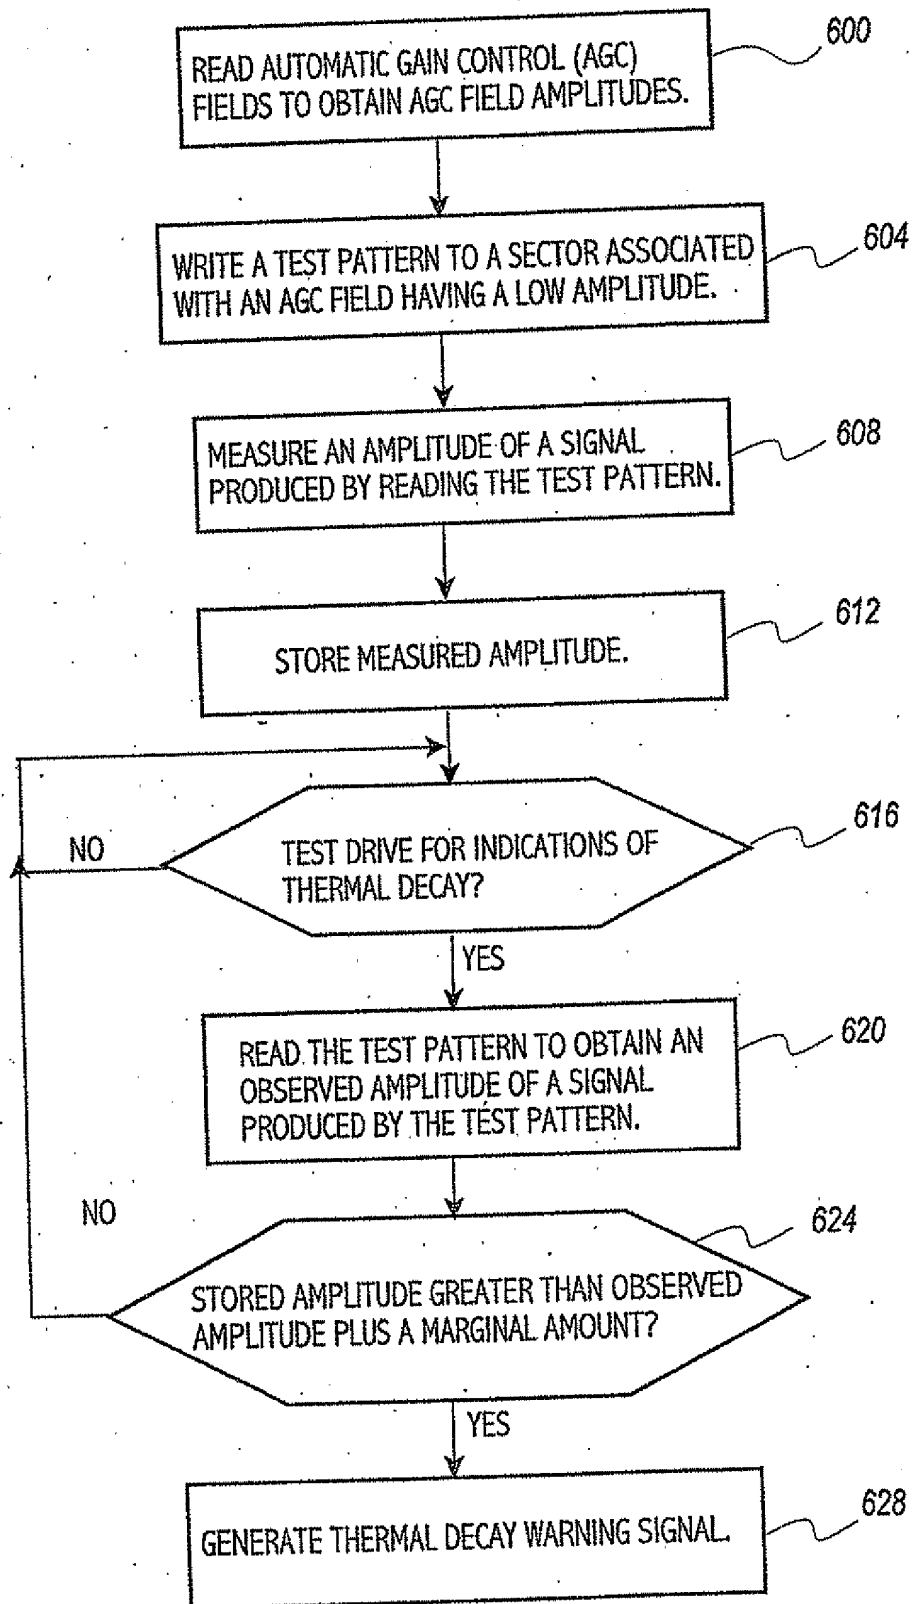 600
READ AUTOMATIC GAIN CONTROL (AGC)
FIELDS TO OBTAIN AGC FIELD AMPLITUDES.
604
WRITE A TEST PATTERN TO A SECTOR ASSOCIATED
WITH AN AGC FIELD HAVING A LOW AMPLITUDE.
608
MEASURE AN AMPLITUDE OF A SIGNAL
PRODUCED BY READING THE TEST PATTERN.
612
STORE MEASURED AMPLITUDE.
616
NO
TEST DRIVE FOR INDICATIONS OF
THERMAL DECAY?
YES
620
READ THE TEST PATTERN TO OBTAIN AN
OBSERVED AMPLITUDE OF A SIGNAL
PRODUCED BY THE TEST PATTERN.
NO
624
STORED AMPLITUDE GREATER THAN OBSERVED
AMPLITUDE PLUS A MARGINAL AMOUNT?
YES
628
GENERATE THERMAL DECAY WARNING SIGNAL.